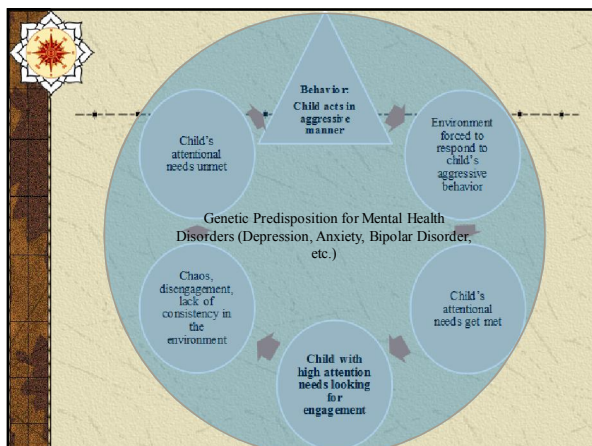 Behavior:
Child acts in
aggressive
manner
Environment
forced to
respond to
child's
aggressive
behavior
Child's
attentional
needs get met
Child with
high attention
needs looking
for
engagement
Chaos,
disengagement,
lack of
consistency in
the
environment
Child's
attentional
needs unmet
Genetic Predisposition for Mental Health
Disorders (Depression, Anxiety, Bipolar Disorder,
etc.)